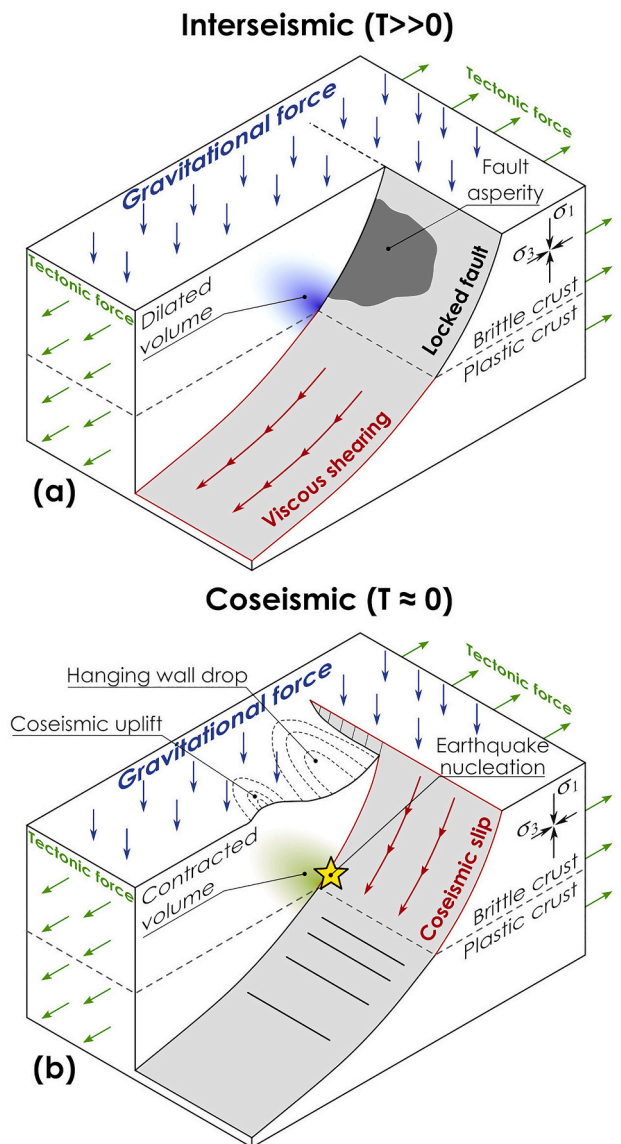 Interseismic (T>>0)
Tectonic force
Gravitational force
Fault
asperity
σ1
σ3
Tectonic force
Dilated
volume
Locked fault
Brittle crust
Plastic crust
Viscous shearing
(a)
Coseismic (T ≈ 0)
Hanging wall drop
Tectonic force
Coseismic uplift
Gravitational force
Earthquake
nucleation
σ1
σ3
Tectonic force
Contracted
volume
Coseismic slip
Brittle crust
Plastic crust
(b)